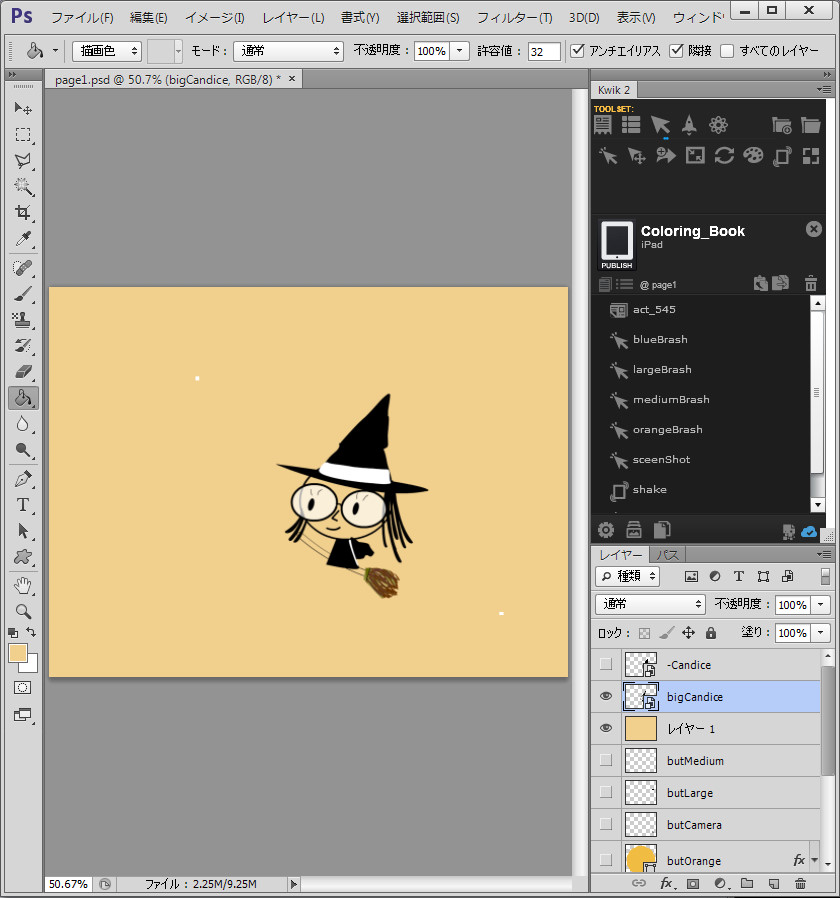 Ps ファイル(F) 編集(E) イメージ(I) レイヤー(L) 書式(Y) 選択範囲(S) フィルター(T) 3D(D) 表示(V) ウィンド
描画色 モード： 通常 不透明度： 100% 許容値： 32 アンチエイリアス 隣接 すべてのレイヤー
page1.psd @ 50.7% (bigCandice, RGB/8) * ×
Kwik 2
TOOLSET:
Coloring_Book
iPad
PUBLISH
@ page1
act_545
blueBrash
largeBrash
mediumBrash
orangeBrash
sceenShot
shake
レイヤー パス
種類 T
通常 不透明度： 100%
ロック： 塗り： 100%
-Candice
bigCandice
レイヤー 1
butMedium
butLarge
butCamera
butOrange fx
fx.
T
50.67% ファイル：2.25M/9.25M